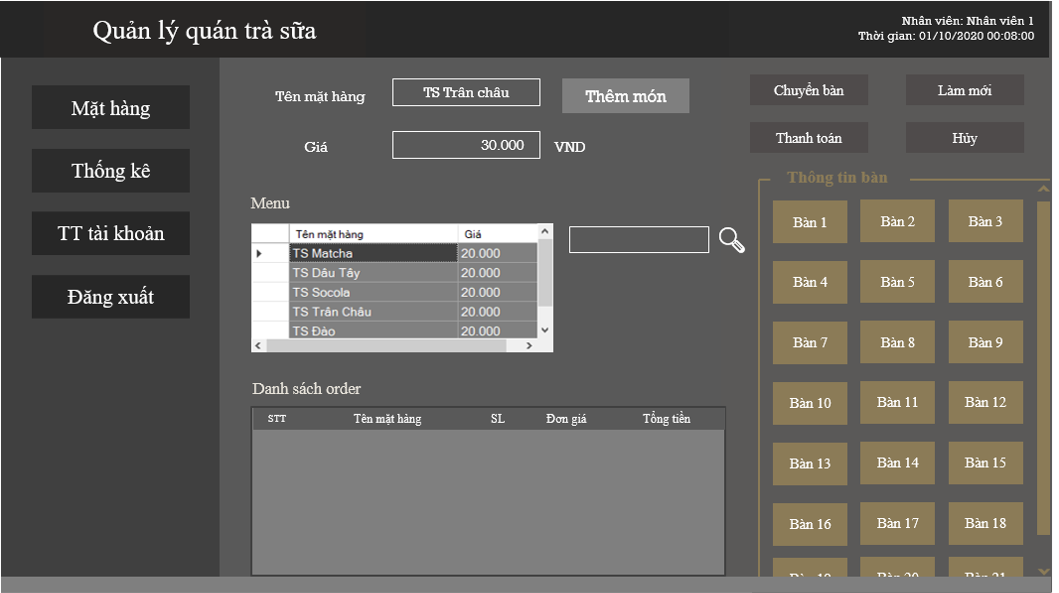 Quản lý quán trà sữa
Nhân viên: Nhân viên 1
Thời gian: 01/10/2020 00:08:00
Mặt hàng
Thống kê
TT tài khoản
Đăng xuất
Tên mặt hàng
TS Trân châu
Thêm món
Giá
30.000
VND
Chuyển bàn
Làm mới
Thanh toán
Hủy
Menu
Tên mặt hàng Giá
TS Matcha 20.000
TS Dâu Tây 20.000
TS Socola 20.000
TS Trân Châu 20.000
TS Đào 20.000
Danh sách order
STT Tên mặt hàng SL Đơn giá Tổng tiền
Thông tin bàn
Bàn 1 Bàn 2 Bàn 3
Bàn 4 Bàn 5 Bàn 6
Bàn 7 Bàn 8 Bàn 9
Bàn 10 Bàn 11 Bàn 12
Bàn 13 Bàn 14 Bàn 15
Bàn 16 Bàn 17 Bàn 18
Bàn 19 Bàn 20 Bàn 21